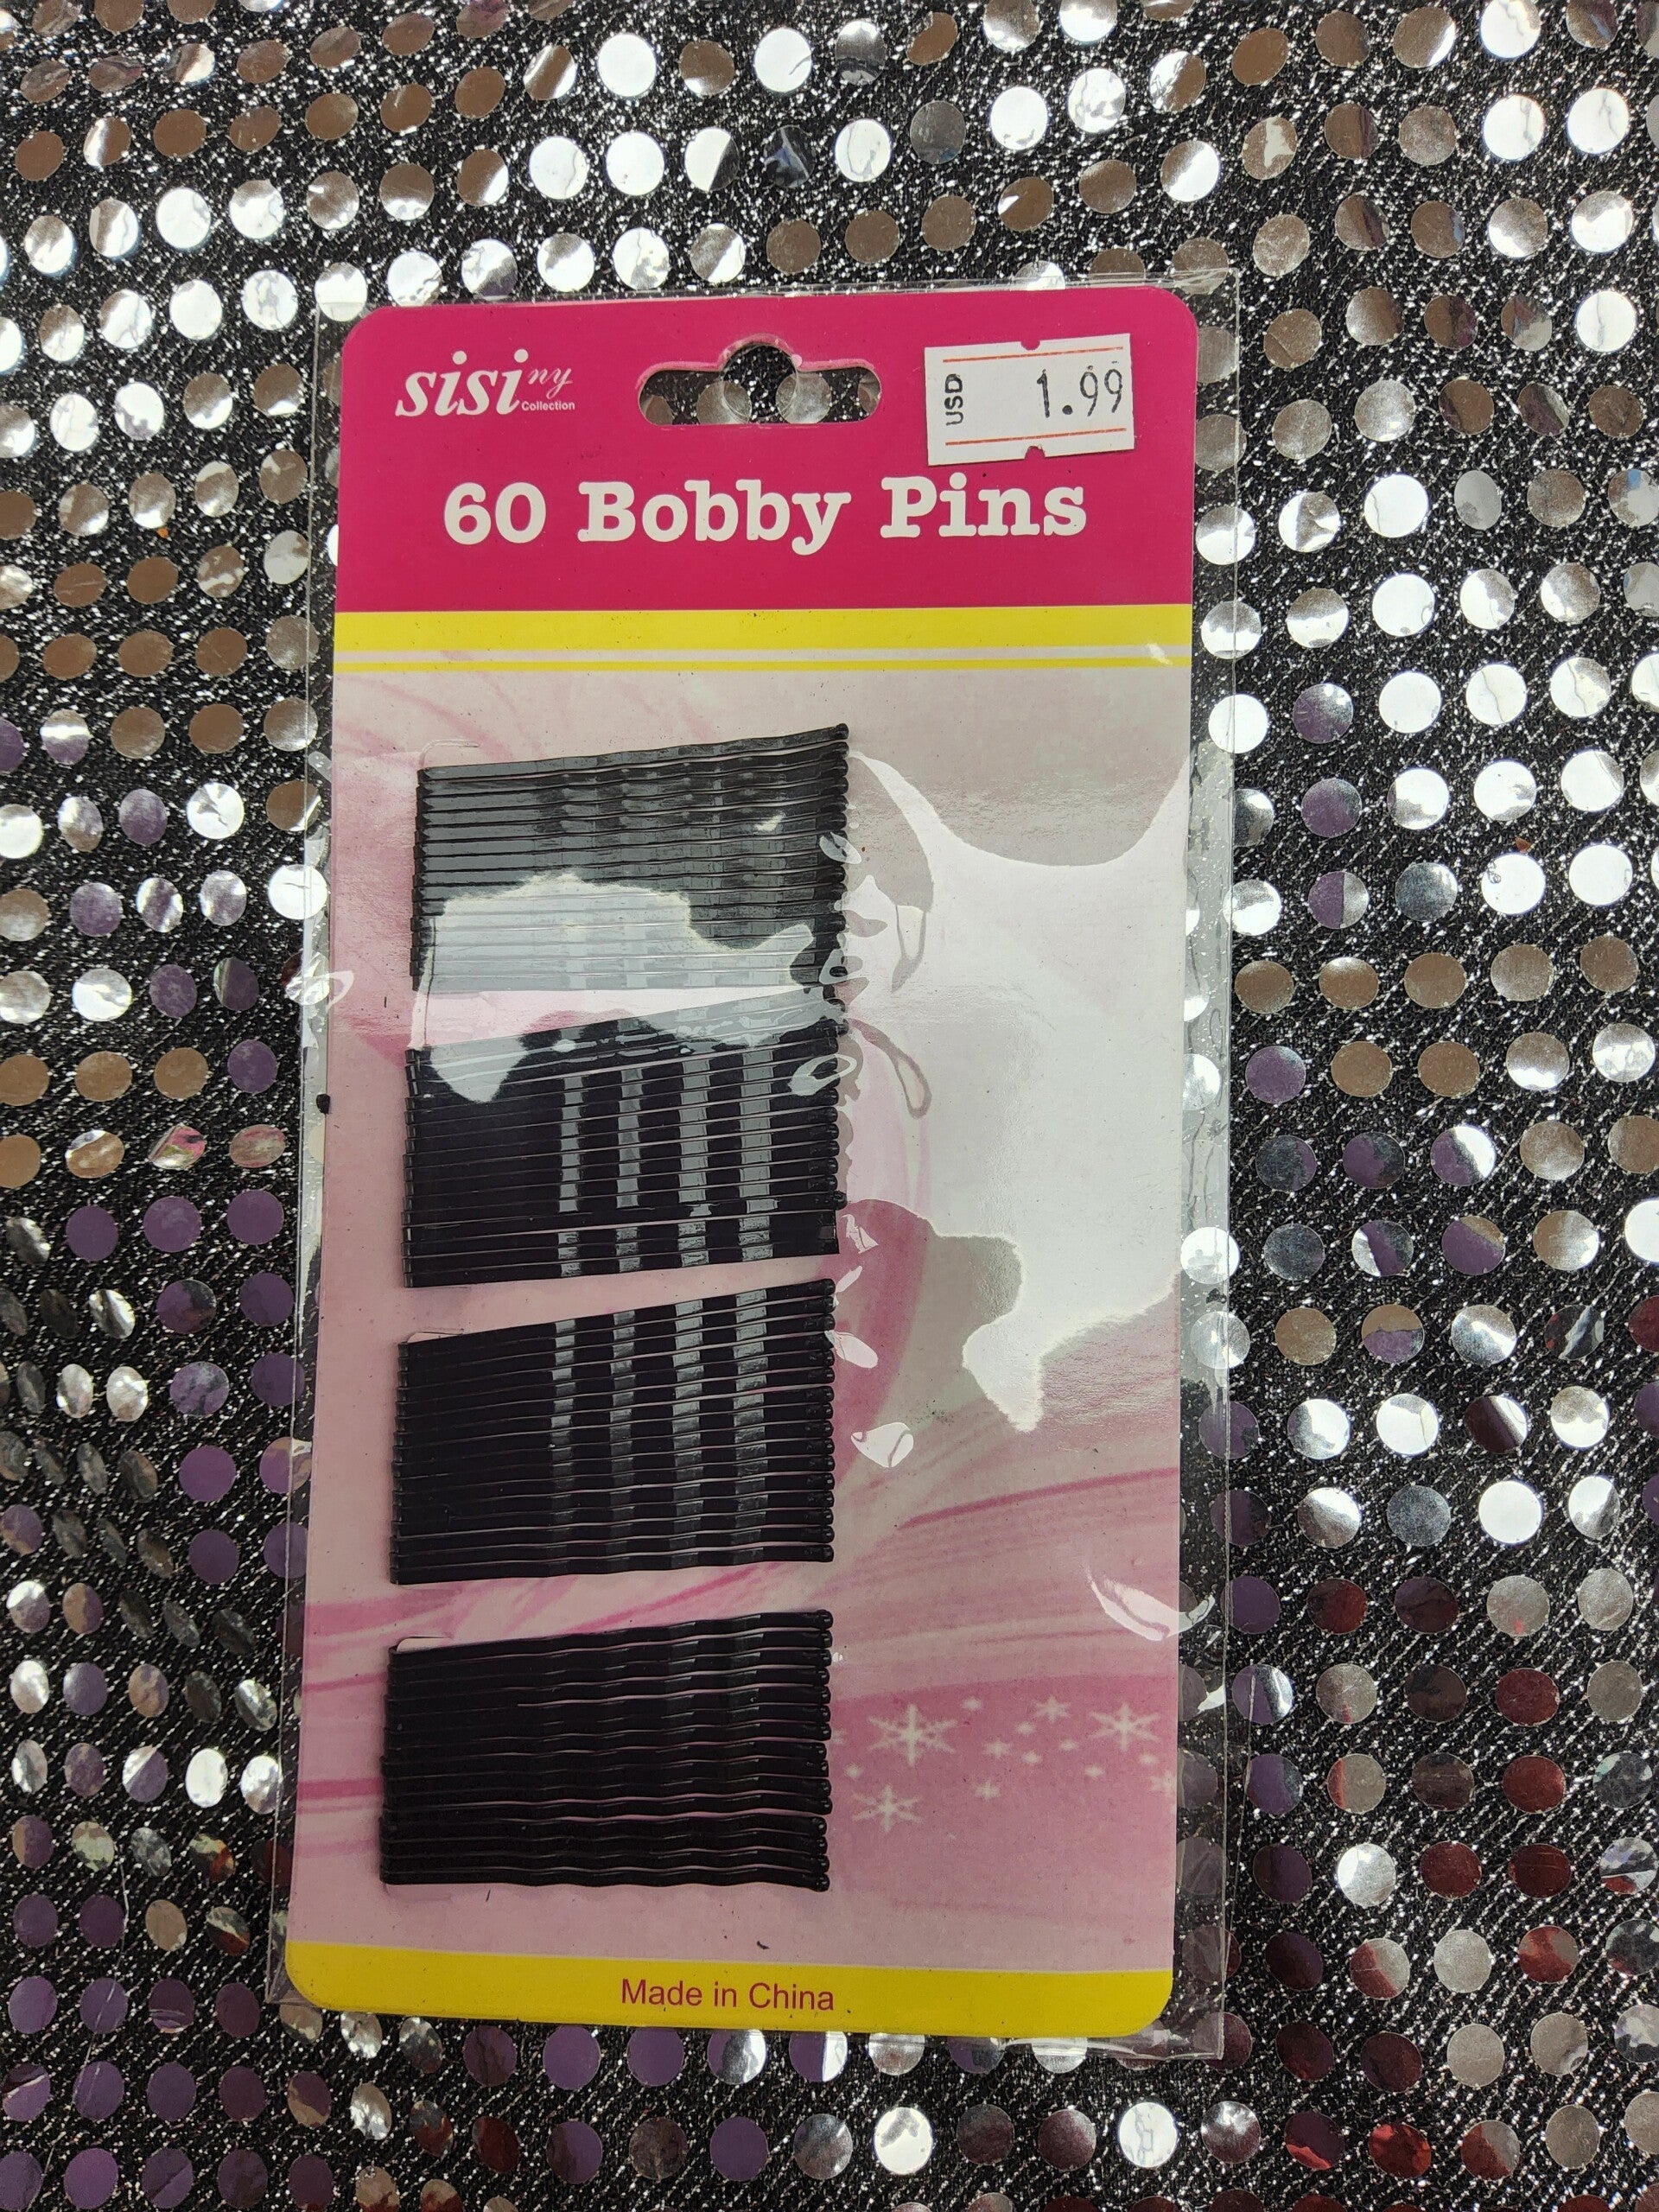 sisi ny
Collection
USD 1.99
60 Bobby Pins
Made in China